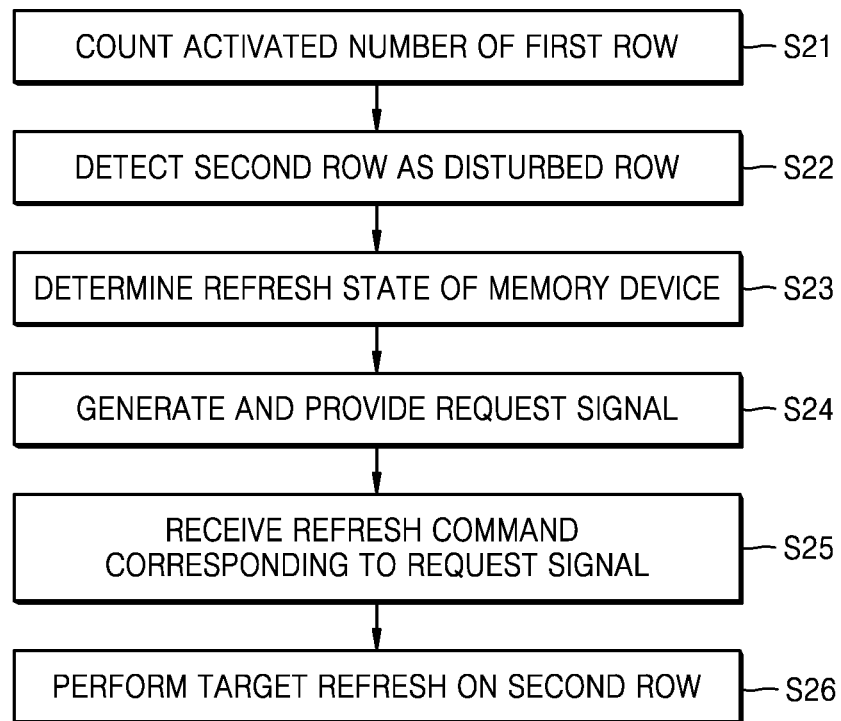 COUNT ACTIVATED NUMBER OF FIRST ROW S21
DETECT SECOND ROW AS DISTURBED ROW S22
DETERMINE REFRESH STATE OF MEMORY DEVICE S23
GENERATE AND PROVIDE REQUEST SIGNAL S24
RECEIVE REFRESH COMMAND
CORRESPONDING TO REQUEST SIGNAL S25
PERFORM TARGET REFRESH ON SECOND ROW S26